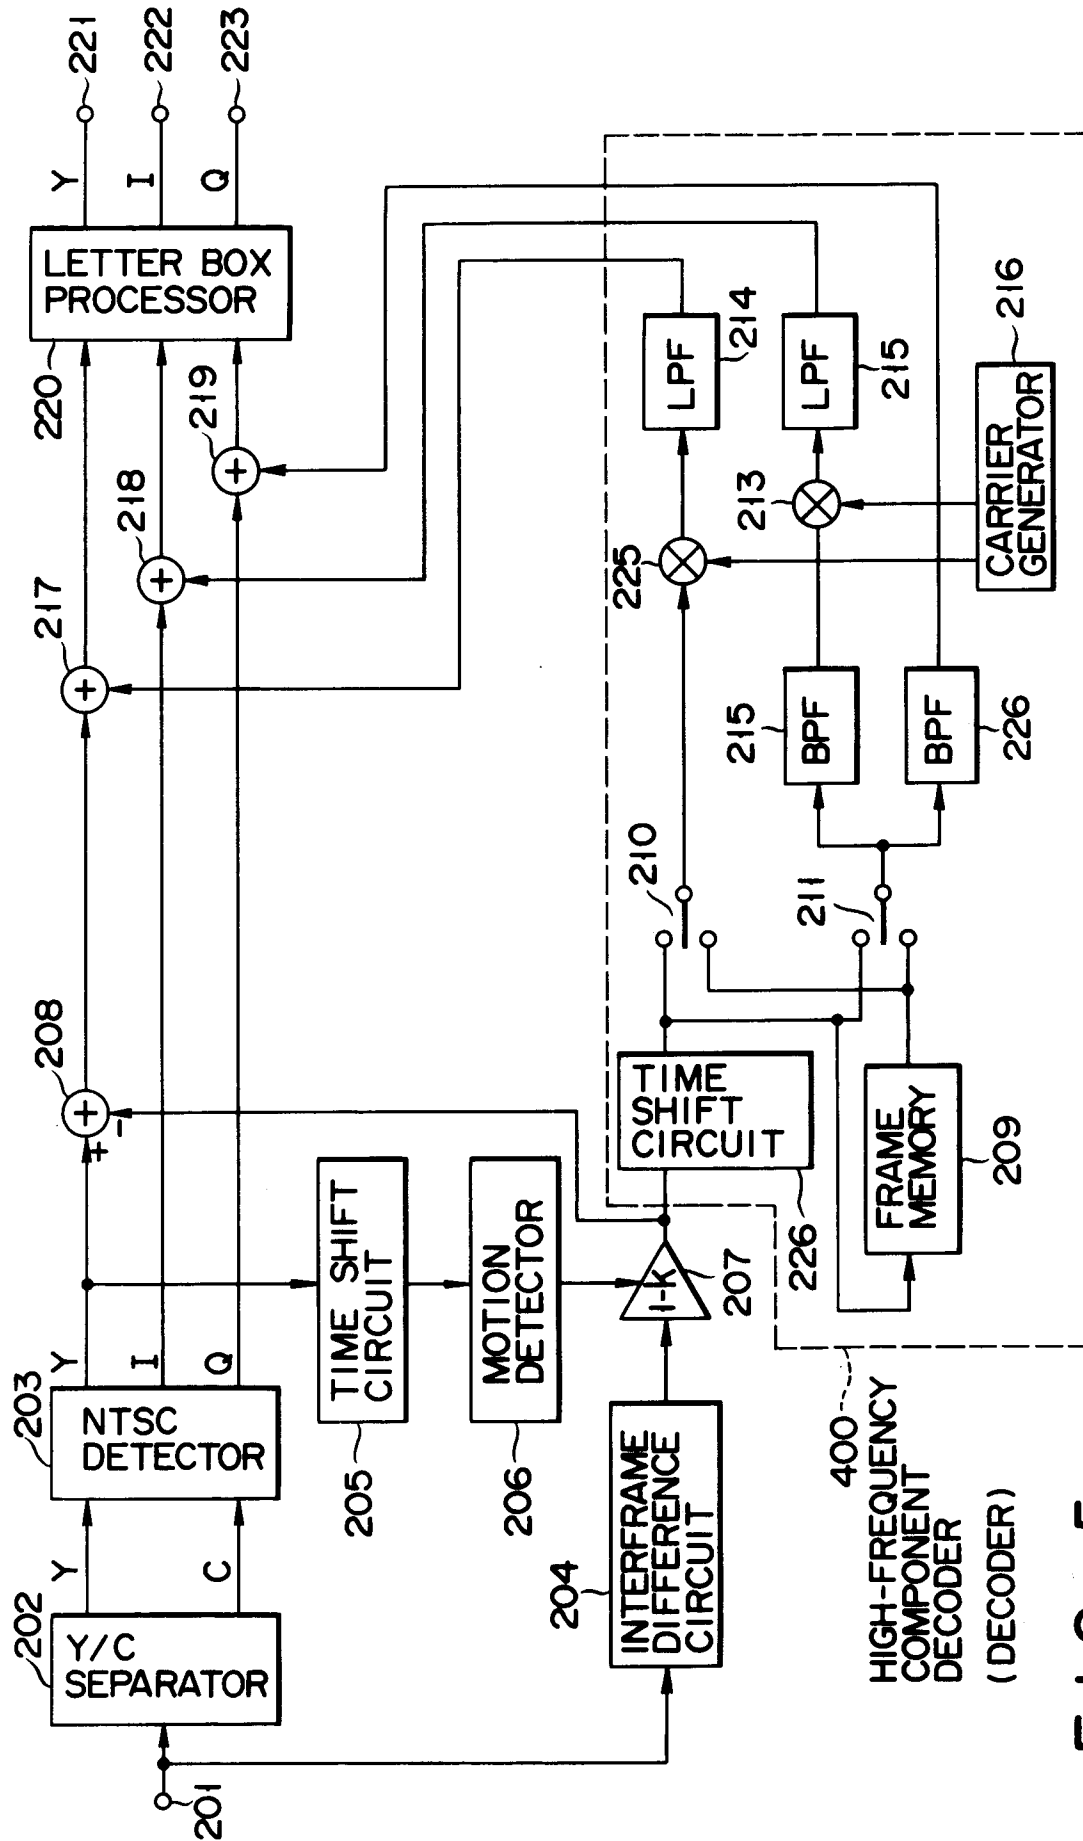 201
202
Y/C
SEPARATOR
Y
C
203
NTSC
DETECTOR
Y
I
Q
205
TIME SHIFT
CIRCUIT
206
MOTION
DETECTOR
204
INTERFRAME
DIFFERENCE
CIRCUIT
1-K
207
208
+
+
-
217
+
218
+
219
+
220
LETTER BOX
PROCESSOR
Y
I
Q
221
222
223
TIME
SHIFT
CIRCUIT
226
FRAME
MEMORY
209
210
211
225
213
LPF
214
LPF
215
215
BPF
BPF
226
CARRIER
GENERATOR
216
400
HIGH-FREQUENCY
COMPONENT
DECODER
(DECODER)